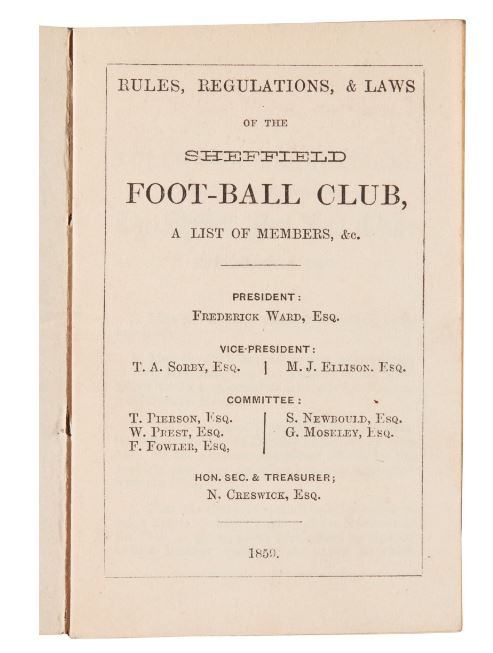 RULES, REGULATIONS, & LAWS
OF THE
SHEFFIELD
FOOT-BALL CLUB,
A LIST OF MEMBERS, &c.
PRESIDENT:
FREDERICK WARD, ESQ.
VICE-PRESIDENT:
T. A. SORBY, ESQ. | M. J. ELLISON. ESQ.
COMMITTEE:
T. PIERSON, ESQ. | S. NEWBOULD, ESQ.
W. PREST, ESQ. | G. MOSELEY, ESQ.
F. FOWLER, ESQ,
HON. SEC. & TREASURER;
N. CRESWICK, ESQ.
1859.